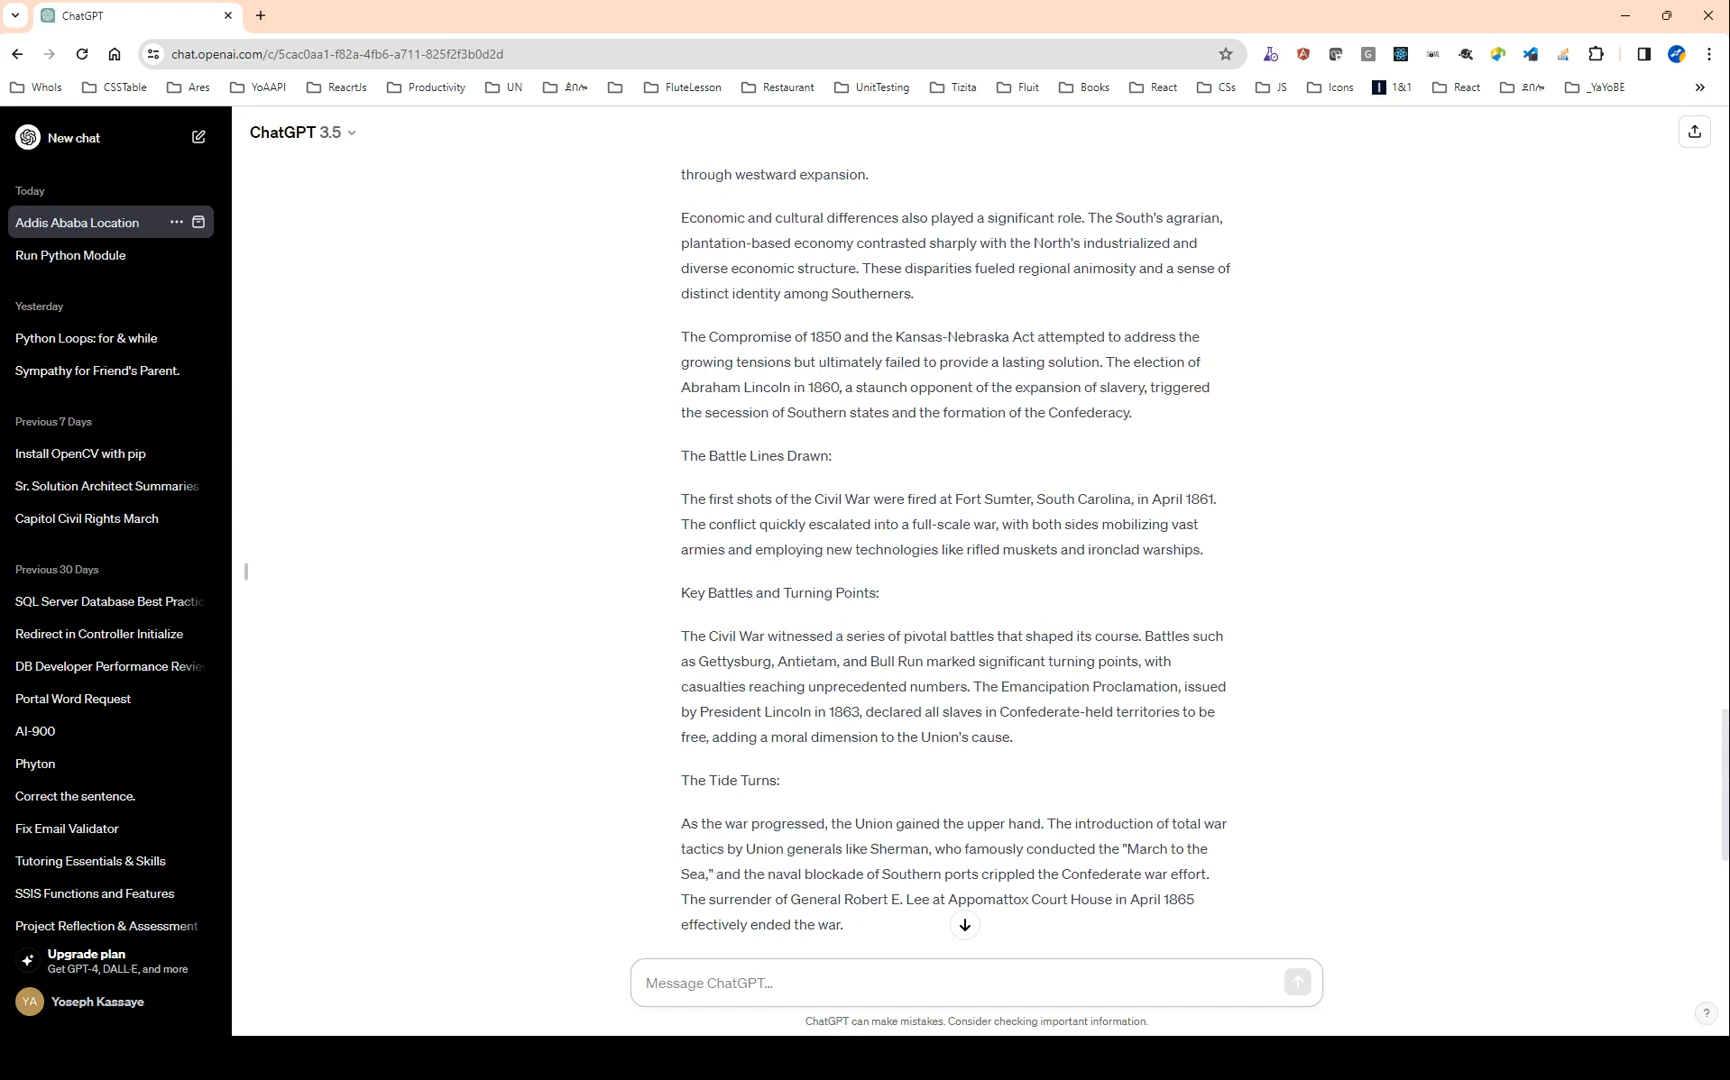 ChatGPT
chat.openai.com/c/5cac0aa1-f82a-4fb6-a711-825f2f3b0d2d
WhoIs CSSTable Ares YoAAPI ReacrtJs Productivity UN FluteLesson Restaurant UnitTesting Tizita Fluit Books React CSs JS Icons 1&1 React _YaYoBE
New chat
Today
Addis Ababa Location
Run Python Module
Yesterday
Python Loops: for & while
Sympathy for Friend's Parent.
Previous 7 Days
Install OpenCV with pip
Sr. Solution Architect Summaries
Capitol Civil Rights March
Previous 30 Days
SQL Server Database Best Practic
Redirect in Controller Initialize
DB Developer Performance Revie
Portal Word Request
AI-900
Phyton
Correct the sentence.
Fix Email Validator
Tutoring Essentials & Skills
SSIS Functions and Features
Project Reflection & Assessment
Upgrade plan
Get GPT-4, DALL·E, and more
YA Yoseph Kassaye
ChatGPT 3.5
through westward expansion.
Economic and cultural differences also played a significant role. The South's agrarian,
plantation-based economy contrasted sharply with the North's industrialized and
diverse economic structure. These disparities fueled regional animosity and a sense of
distinct identity among Southerners.
The Compromise of 1850 and the Kansas-Nebraska Act attempted to address the
growing tensions but ultimately failed to provide a lasting solution. The election of
Abraham Lincoln in 1860, a staunch opponent of the expansion of slavery, triggered
the secession of Southern states and the formation of the Confederacy.
The Battle Lines Drawn:
The first shots of the Civil War were fired at Fort Sumter, South Carolina, in April 1861.
The conflict quickly escalated into a full-scale war, with both sides mobilizing vast
armies and employing new technologies like rifled muskets and ironclad warships.
Key Battles and Turning Points:
The Civil War witnessed a series of pivotal battles that shaped its course. Battles such
as Gettysburg, Antietam, and Bull Run marked significant turning points, with
casualties reaching unprecedented numbers. The Emancipation Proclamation, issued
by President Lincoln in 1863, declared all slaves in Confederate-held territories to be
free, adding a moral dimension to the Union's cause.
The Tide Turns:
As the war progressed, the Union gained the upper hand. The introduction of total war
tactics by Union generals like Sherman, who famously conducted the "March to the
Sea," and the naval blockade of Southern ports crippled the Confederate war effort.
The surrender of General Robert E. Lee at Appomattox Court House in April 1865
effectively ended the war.
Message ChatGPT...
ChatGPT can make mistakes. Consider checking important information.
?